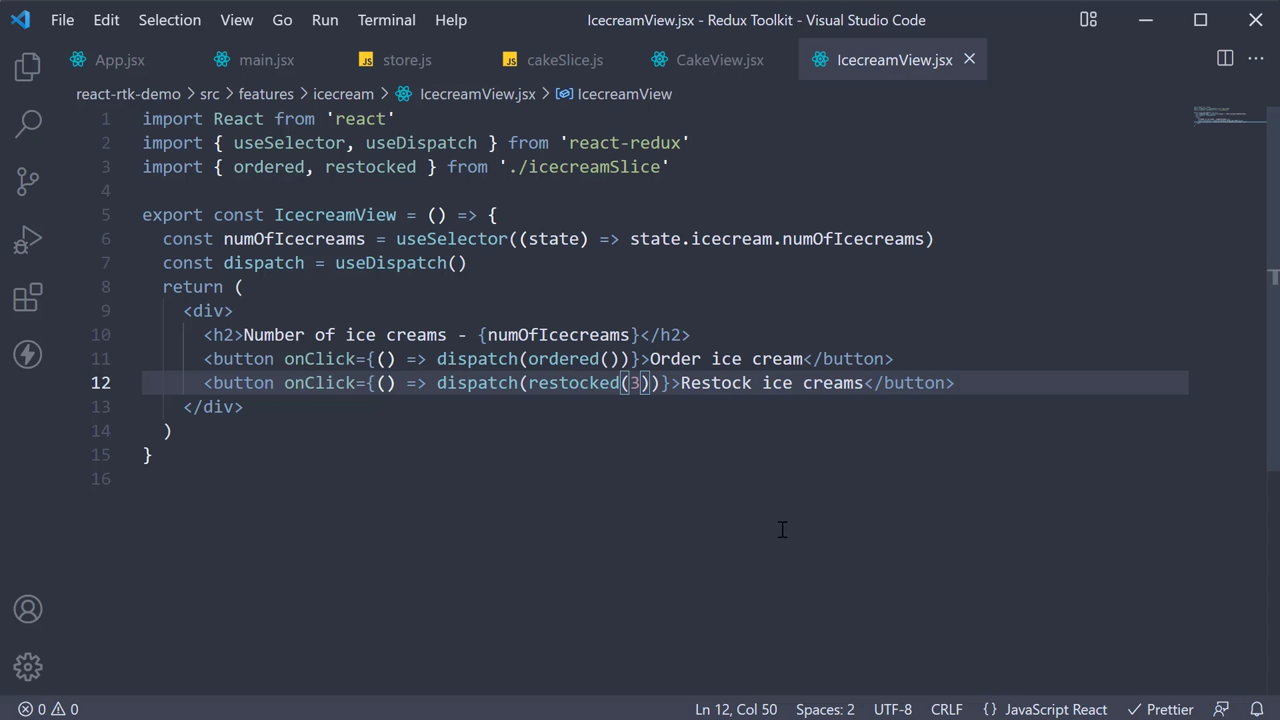 File Edit Selection View Go Run Terminal Help IcecreamView.jsx - Redux Toolkit - Visual Studio Code
App.jsx main.jsx JS store.js JS cakeSlice.js CakeView.jsx IcecreamView.jsx
react-rtk-demo > src > features > icecream > IcecreamView.jsx > IcecreamView
1 import React from 'react'
2 import { useSelector, useDispatch } from 'react-redux'
3 import { ordered, restocked } from './icecreamSlice'
4
5 export const IcecreamView = () => {
6 const numOfIcecreams = useSelector((state) => state.icecream.numOfIcecreams)
7 const dispatch = useDispatch()
8 return (
9 <div>
10 <h2>Number of ice creams - {numOfIcecreams}</h2>
11 <button onClick={() => dispatch(ordered())}>Order ice cream</button>
12 <button onClick={() => dispatch(restocked(3))}>Restock ice creams</button>
13 </div>
14 )
15 }
16
0 0 Ln 12, Col 50 Spaces: 2 UTF-8 CRLF {} JavaScript React Prettier